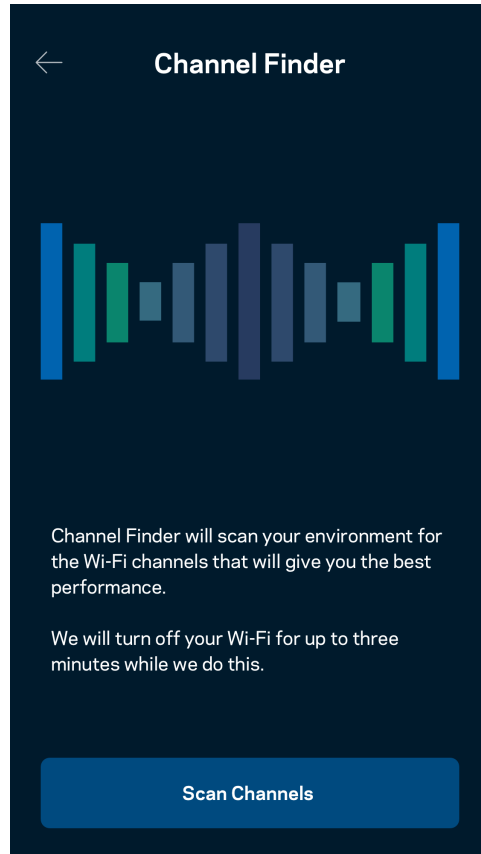 Channel Finder
Channel Finder will scan your environment for
the Wi-Fi channels that will give you the best
performance.
We will turn off your Wi-Fi for up to three
minutes while we do this.
Scan Channels